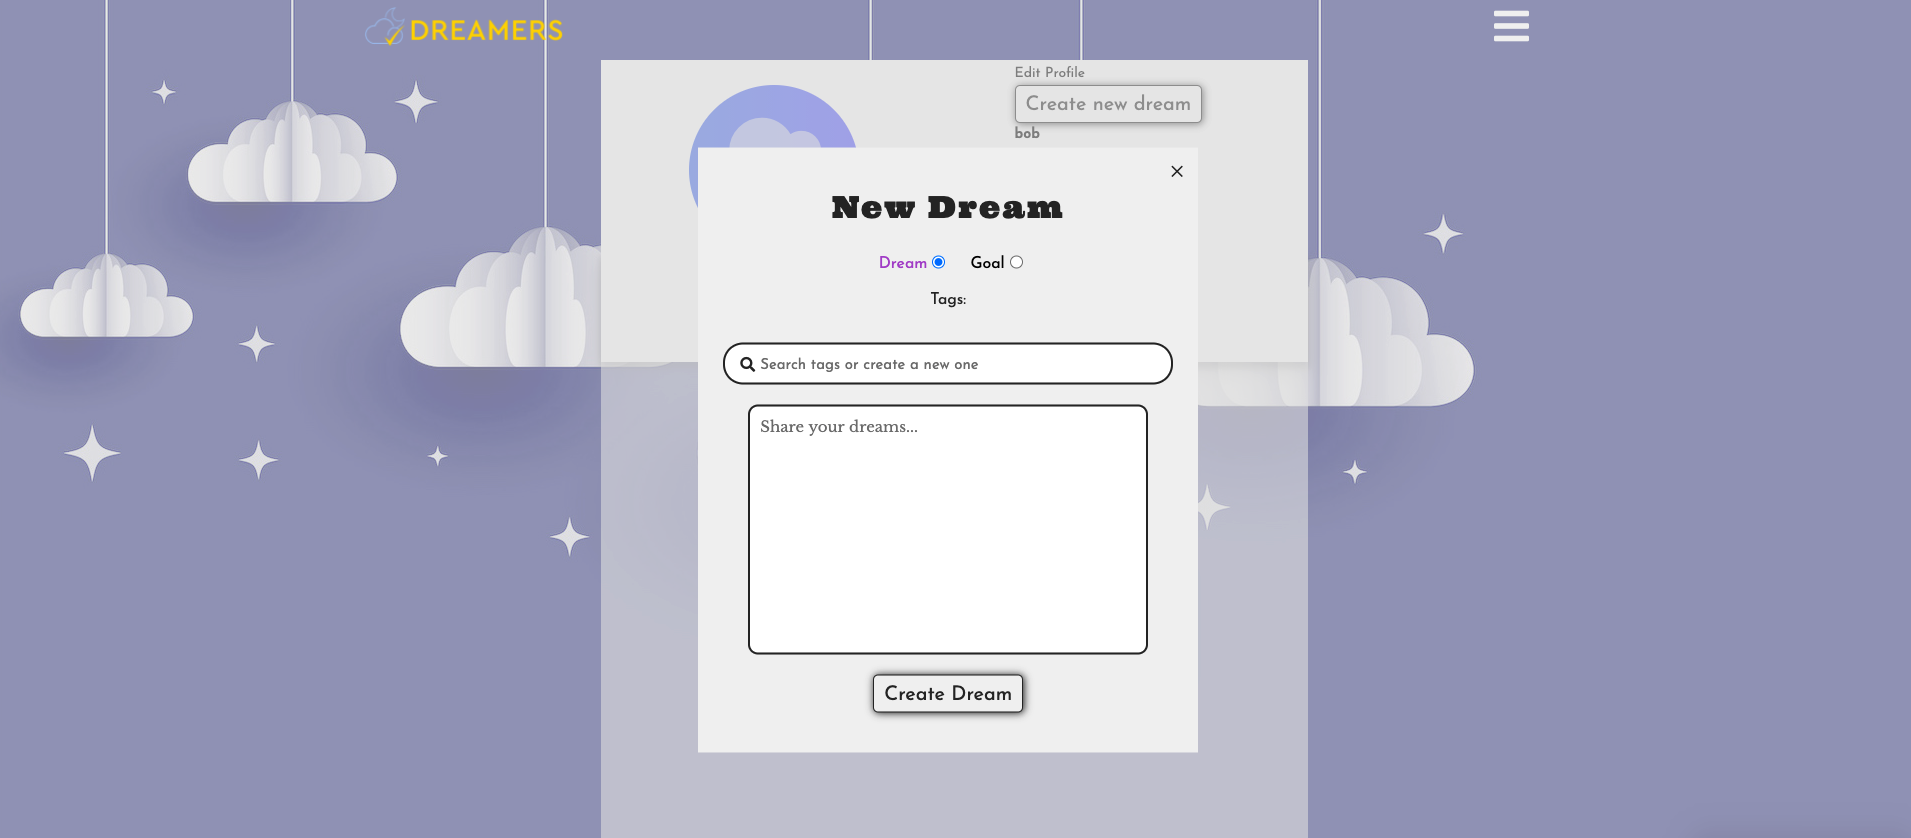 DREAMERS
Edit Profile
Create new dream
bob
New Dream
Dream Goal
Tags:
Search tags or create a new one
Share your dreams...
Create Dream